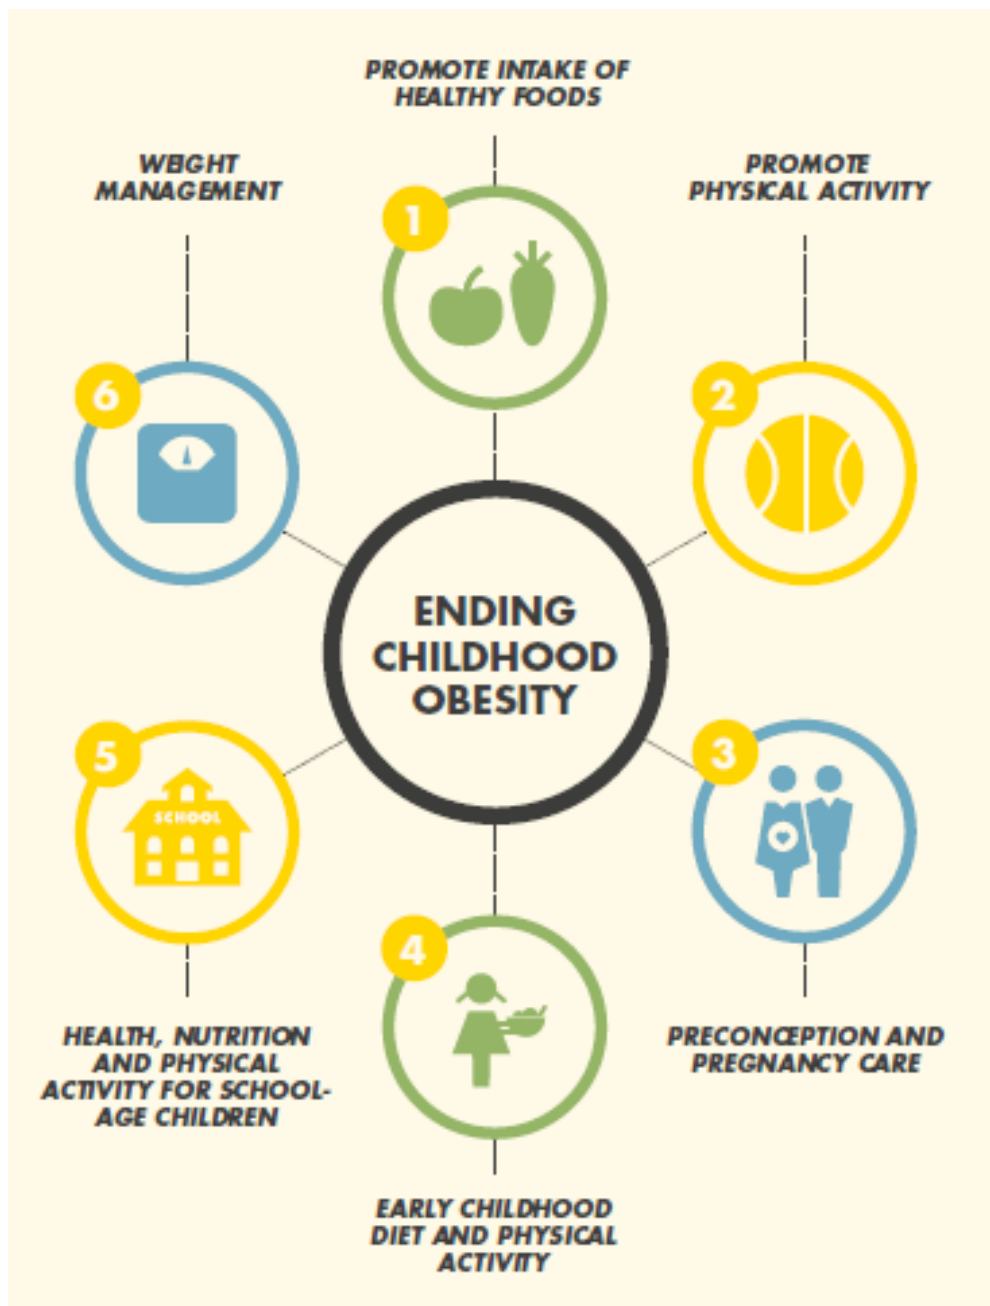 PROMOTE INTAKE OF
HEALTHY FOODS
1
PROMOTE
PHYSICAL ACTIVITY
2
PRECONCEPTION AND
PREGNANCY CARE
3
EARLY CHILDHOOD
DIET AND PHYSICAL
ACTIVITY
4
HEALTH, NUTRITION
AND PHYSICAL
ACTIVITY FOR SCHOOL-
AGE CHILDREN
5
SCHOOL
WEIGHT
MANAGEMENT
6
ENDING
CHILDHOOD
OBESITY